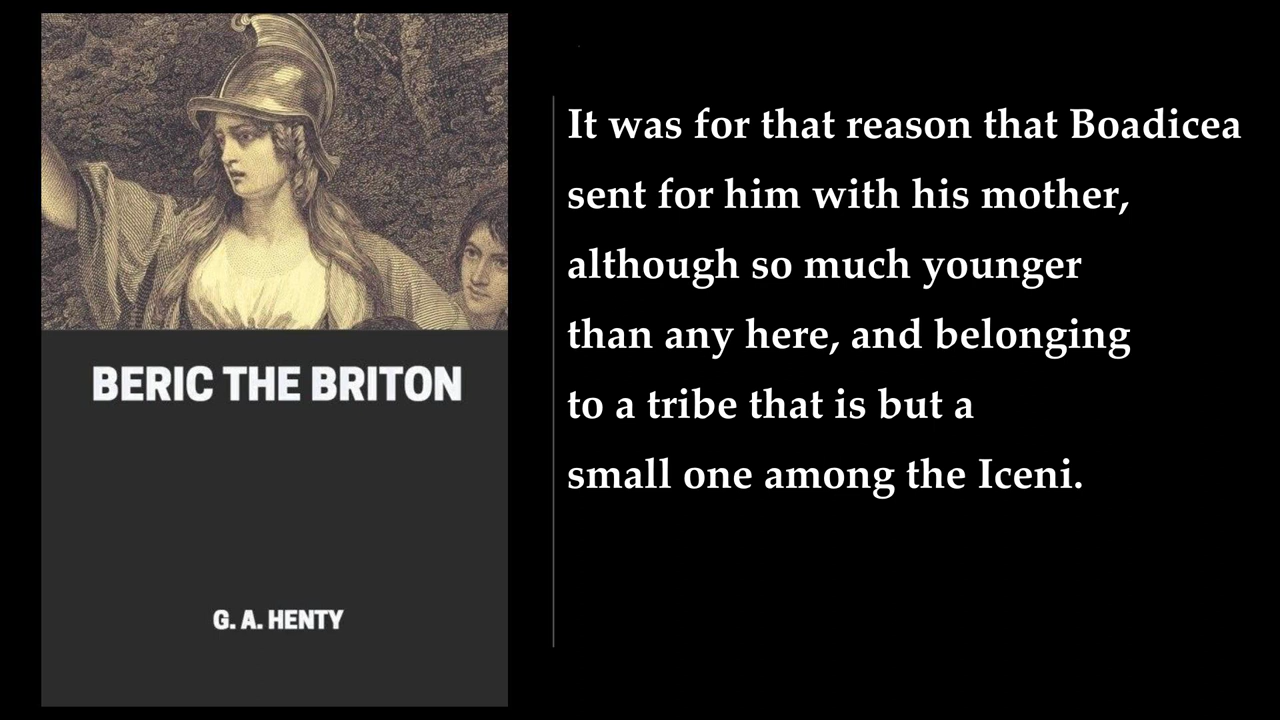 BERIC THE BRITON
G. A. HENTY
It was for that reason that Boadicea
sent for him with his mother,
although so much younger
than any here, and belonging
to a tribe that is but a
small one among the Iceni.